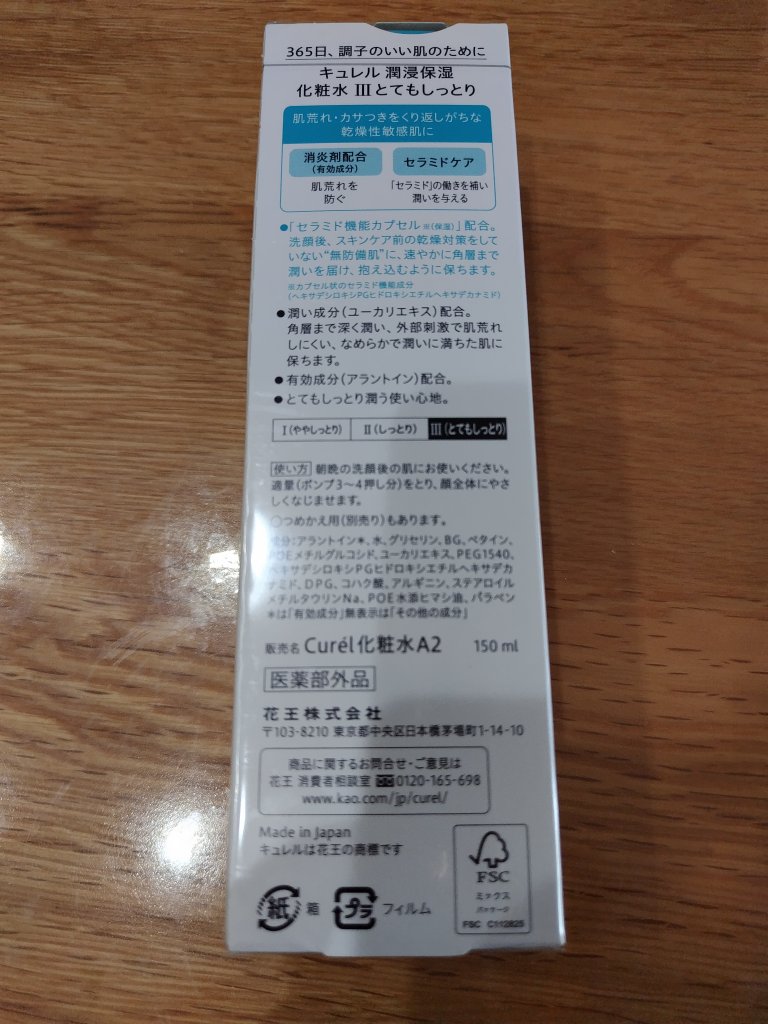 365日、調子のいい肌のために
キュレル 潤浸保湿
化粧水 III とてもしっとり
肌荒れ・カサつきをくり返しがちな
乾燥性敏感肌に
消炎剤配合
(有効成分)
セラミドケア
肌荒れを
防ぐ
「セラミド」の働きを補い
潤いを与える
●「セラミド機能カプセル※(保湿)」配合。
洗顔後、スキンケア前の乾燥対策をして
いない“無防備肌”に、速やかに角層まで
潤いを届け、抱え込むように保ちます。
※カプセル状のセラミド機能成分
(ヘキサデシロキシPGヒドロキシエチルヘキサデカナミド)
●潤い成分(ユーカリエキス)配合。
角層まで深く潤い、外部刺激で肌荒れ
しにくい、なめらかで潤いに満ちた肌に
保ちます。
●有効成分(アラントイン)配合。
●とてもしっとり潤う使い心地。
I(ややしっとり) II(しっとり) III(とてもしっとり)
使い方 朝晩の洗顔後の肌にお使いください。
適量(ポンプ3〜4押し分)をとり、顔全体にやさ
しくなじませます。
○つめかえ用(別売り)もあります。
成分:アラントイン*、水、グリセリン、BG、ベタイン、
POEメチルグルコシド、ユーカリエキス、PEG1540、
ヘキサデシロキシPGヒドロキシエチルヘキサデカ
ナミド、DPG、コハク酸、アルギニン、ステアロイル
メチルタウリンNa、POE水添ヒマシ油、パラベン
*は「有効成分」無表示は「その他の成分」
販売名 Curél化粧水A2 150 ml
医薬部外品
花王株式会社
〒103-8210 東京都中央区日本橋茅場町1-14-10
商品に関するお問合せ・ご意見は
花王 消費者相談室 0120-165-698
www.kao.com/jp/curel/
Made in Japan
キュレルは花王の商標です
紙 箱 プラ フィルム
FSC
ミックス
パッケージ
FSC C112825